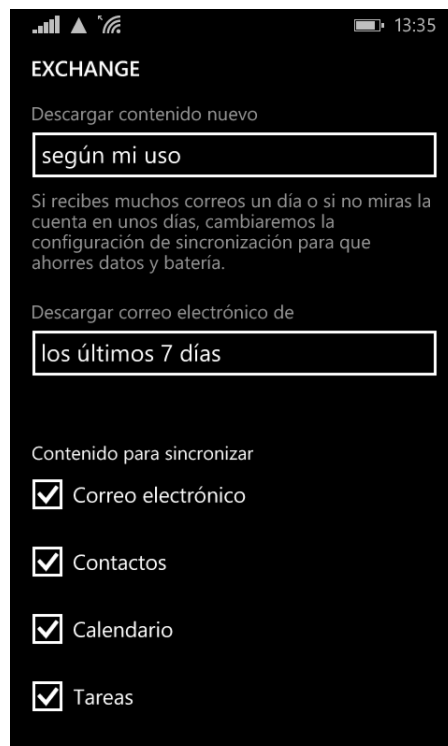 13:35
EXCHANGE
Descargar contenido nuevo
según mi uso
Si recibes muchos correos un día o si no miras la
cuenta en unos días, cambiaremos la
configuración de sincronización para que
ahorres datos y batería.
Descargar correo electrónico de
los últimos 7 días
Contenido para sincronizar
Correo electrónico
Contactos
Calendario
Tareas